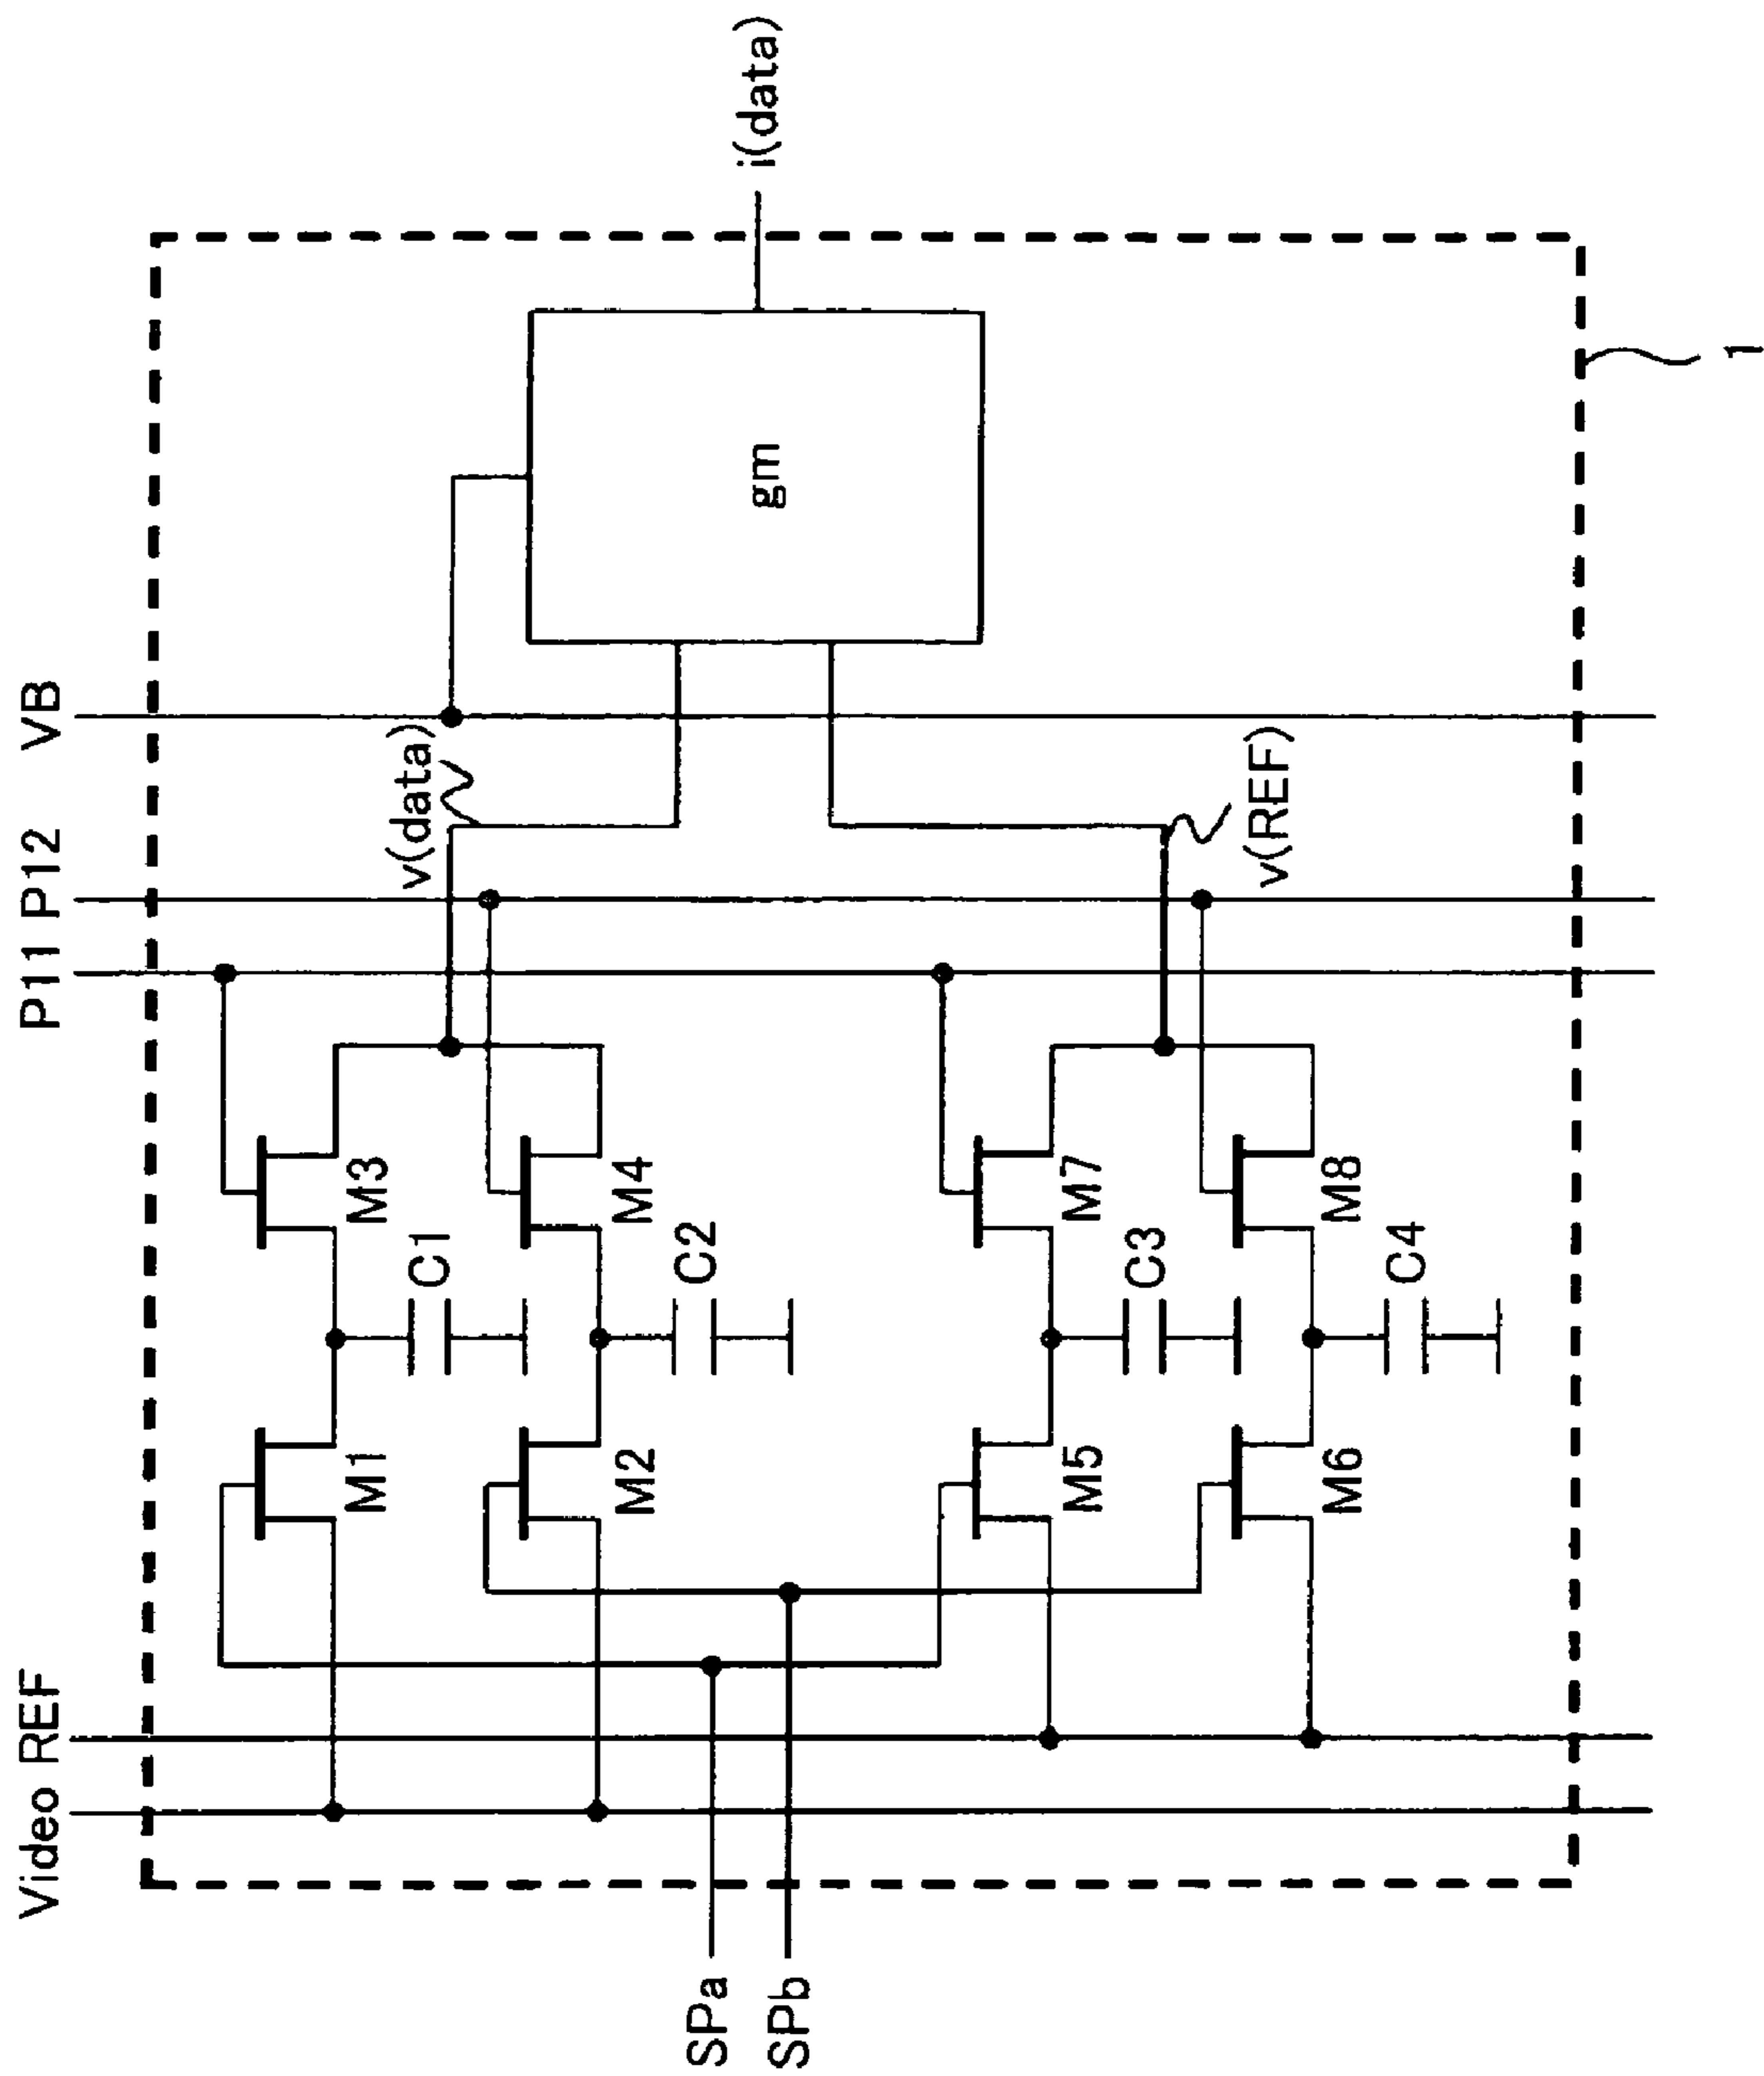 Video REF
P11 P12
VB
SPa
SPb
M1
M3
C1
M2
M4
C2
v(data)
gm
i(data)
M5
M7
C3
M6
M8
C4
v(REF)
1